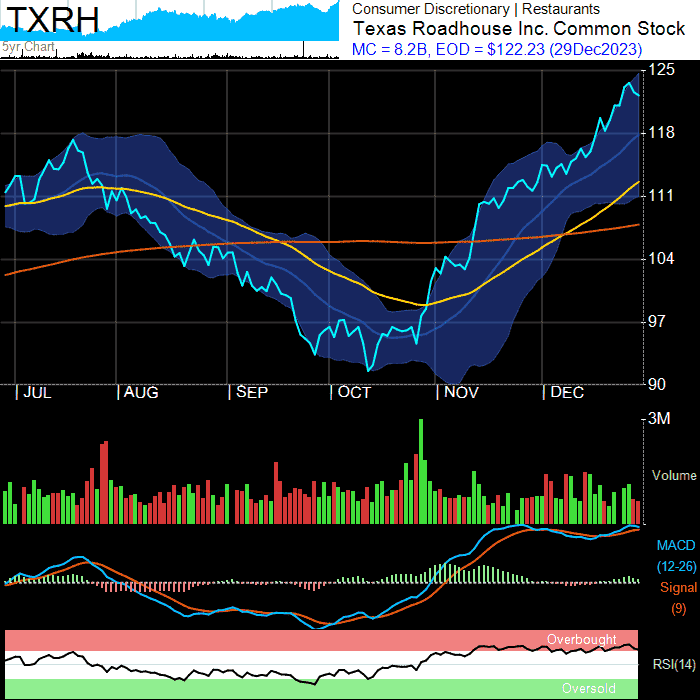 TXRH
5yr Chart
Consumer Discretionary | Restaurants
Texas Roadhouse Inc. Common Stock
MC = 8.2B, EOD = $122.23 (29Dec2023)
125
118
111
104
97
90
JUL AUG SEP OCT NOV DEC
3M
Volume
MACD
(12-26)
Signal
(9)
Overbought
RSI(14)
Oversold